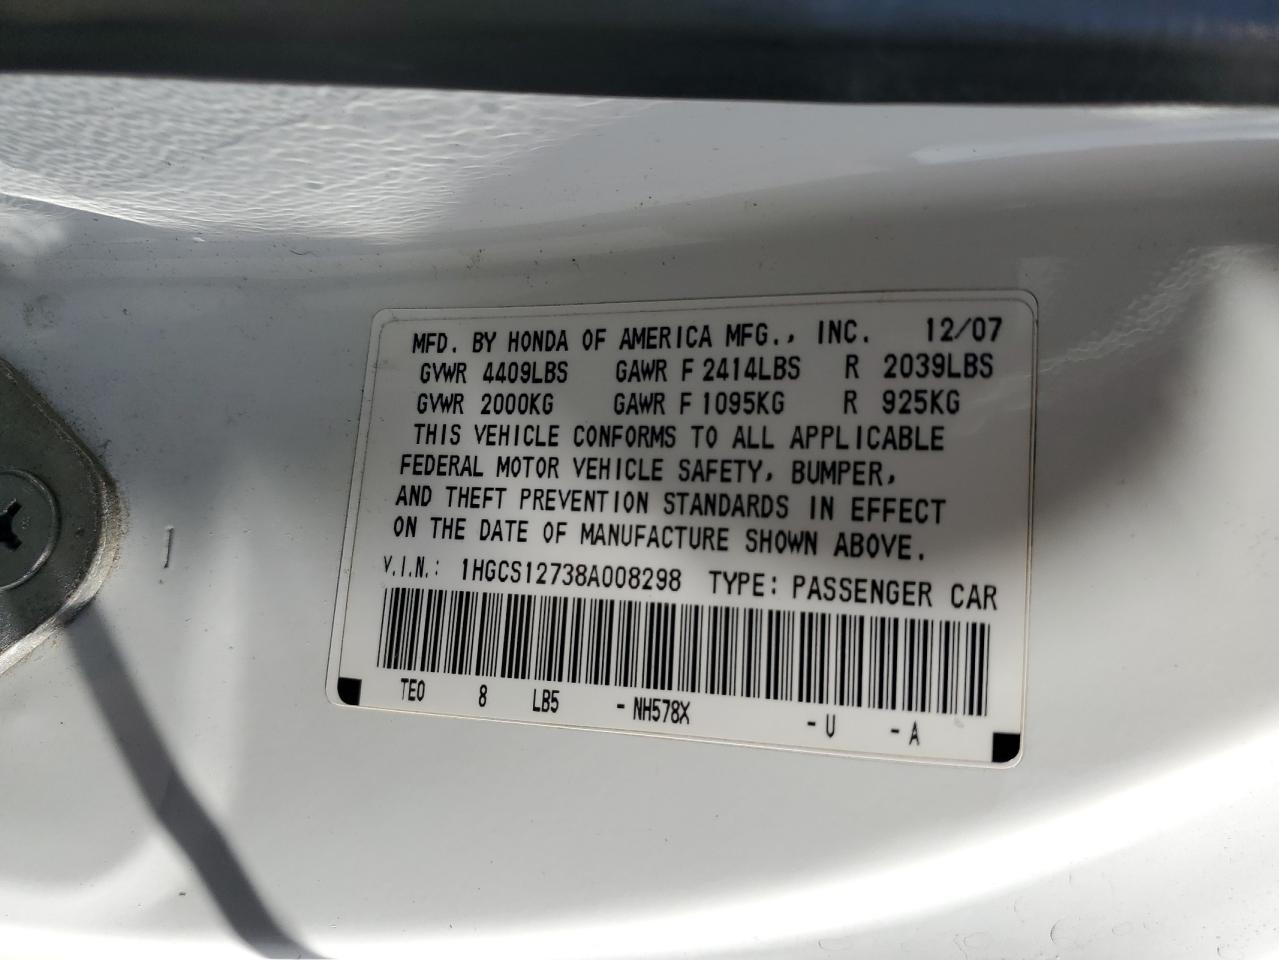 MFD. BY HONDA OF AMERICA MFG., INC. 12/07
GVWR 4409LBS GAWR F 2414LBS R 2039LBS
GVWR 2000KG GAWR F 1095KG R 925KG
THIS VEHICLE CONFORMS TO ALL APPLICABLE
FEDERAL MOTOR VEHICLE SAFETY, BUMPER,
AND THEFT PREVENTION STANDARDS IN EFFECT
ON THE DATE OF MANUFACTURE SHOWN ABOVE.
V.I.N.: 1HGCS12738A008298 TYPE: PASSENGER CAR
TE0 8 LB5 -NH578X -U -A